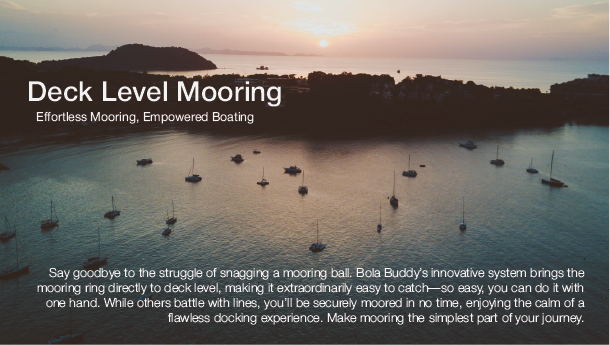 Deck Level Mooring
Effortless Mooring, Empowered Boating
Say goodbye to the struggle of snagging a mooring ball. Bola Buddy's innovative system brings the
mooring ring directly to deck level, making it extraordinarily easy to catch—so easy, you can do it with
one hand. While others battle with lines, you'll be securely moored in no time, enjoying the calm of a
flawless docking experience. Make mooring the simplest part of your journey.